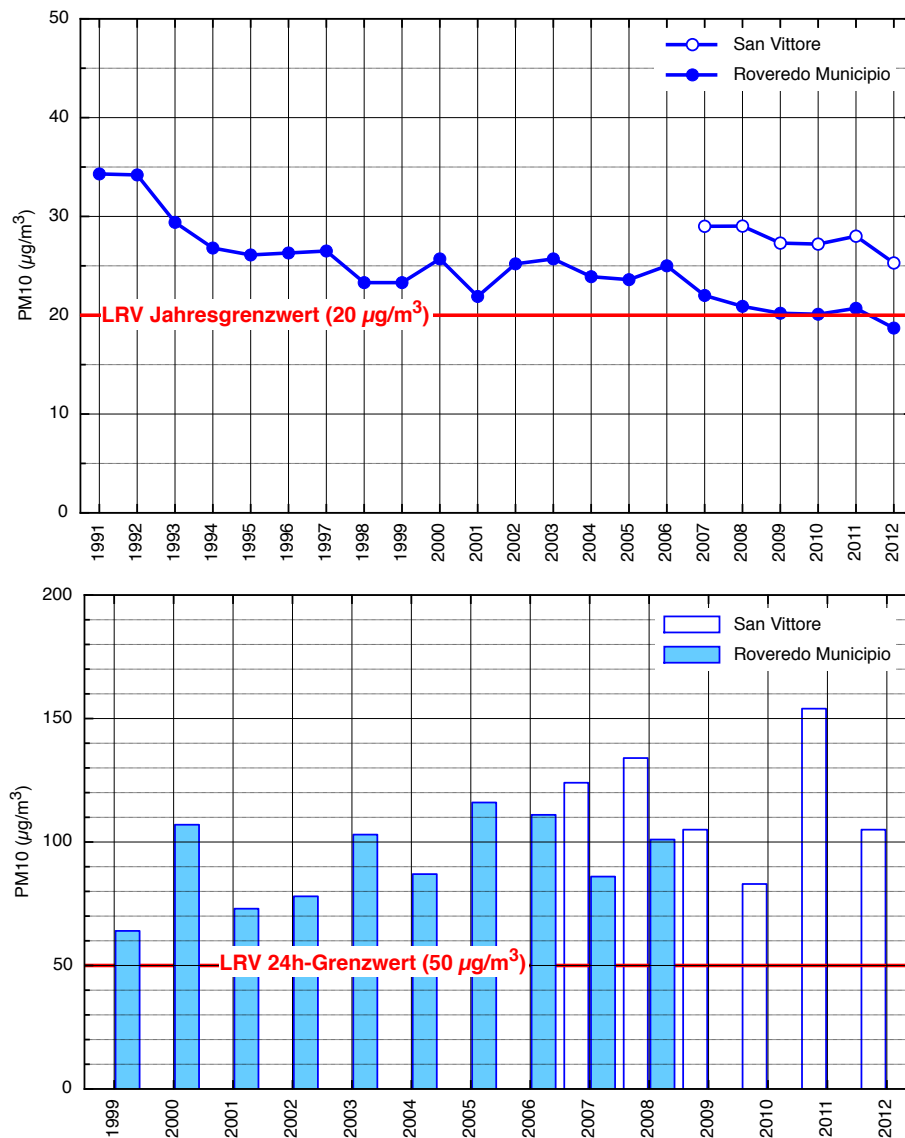 50
San Vittore
Roveredo Municipio
40
30
PM10 (µg/m³)
LRV Jahresgrenzwert (20 µg/m³)
20
10
0
1991 1992 1993 1994 1995 1996 1997 1998 1999 2000 2001 2002 2003 2004 2005 2006 2007 2008 2009 2010 2011 2012
200
San Vittore
Roveredo Municipio
150
100
PM10 (µg/m³)
LRV 24h-Grenzwert (50 µg/m³)
50
0
1999 2000 2001 2002 2003 2004 2005 2006 2007 2008 2009 2010 2011 2012